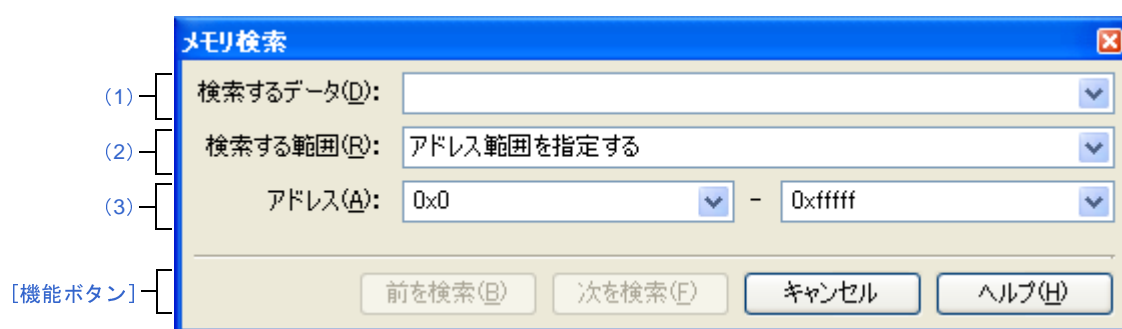 メモリ検索
(1) 検索するデータ(D):
(2) 検索する範囲(R): アドレス範囲を指定する
(3) アドレス(A): 0x0 - 0xfffff
[機能ボタン] 前を検索(B) 次を検索(F) キャンセル ヘルプ(H)